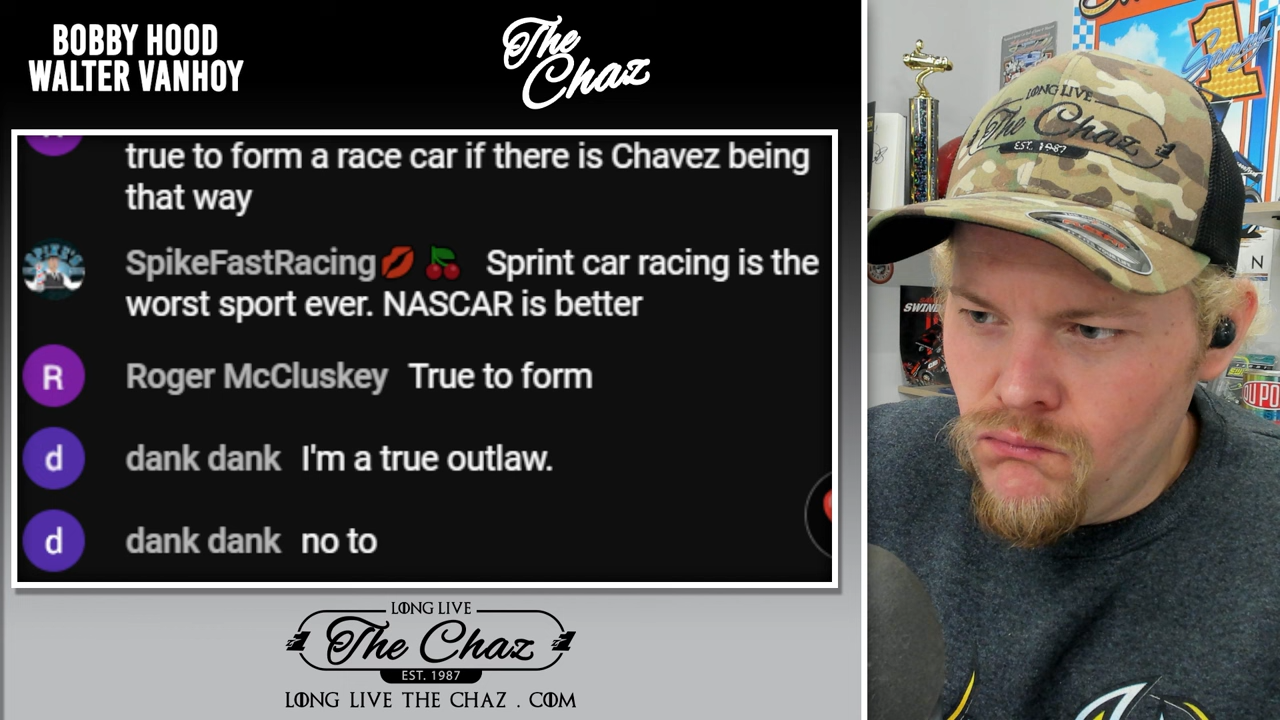 BOBBY HOOD
WALTER VANHOY
The
Chaz
true to form a race car if there is Chavez being
that way
SpikeFastRacing💋🍒 Sprint car racing is the
worst sport ever. NASCAR is better
R
Roger McCluskey True to form
d
dank dank I'm a true outlaw.
d
dank dank no to
LONG LIVE
The Chaz
EST. 1987
LONG LIVE THE CHAZ . COM
LONG LIVE
The Chaz
EST. 1987
1
N
DUPO